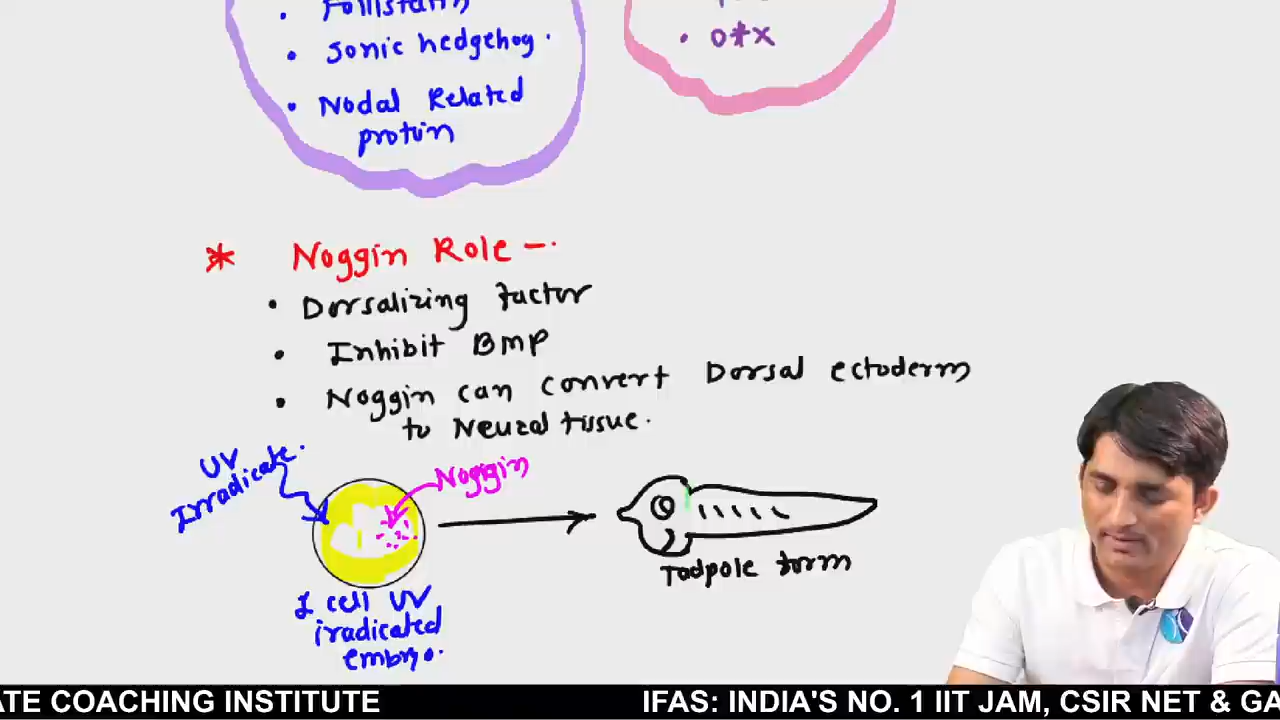 • Follistatin
• Sonic hedgehog.
• Nodal Related
protein
• O*X
* Noggin Role -.
• Dorsalizing factor
• Inhibit BMP
• Noggin can convert Dorsal ectoderm
to Neural tissue.
UV
Irradicate.
Noggin
Tadpole form
1 cell UV
iradicated
embryo.
ATE COACHING INSTITUTE
IFAS: INDIA'S NO. 1 IIT JAM, CSIR NET & GA